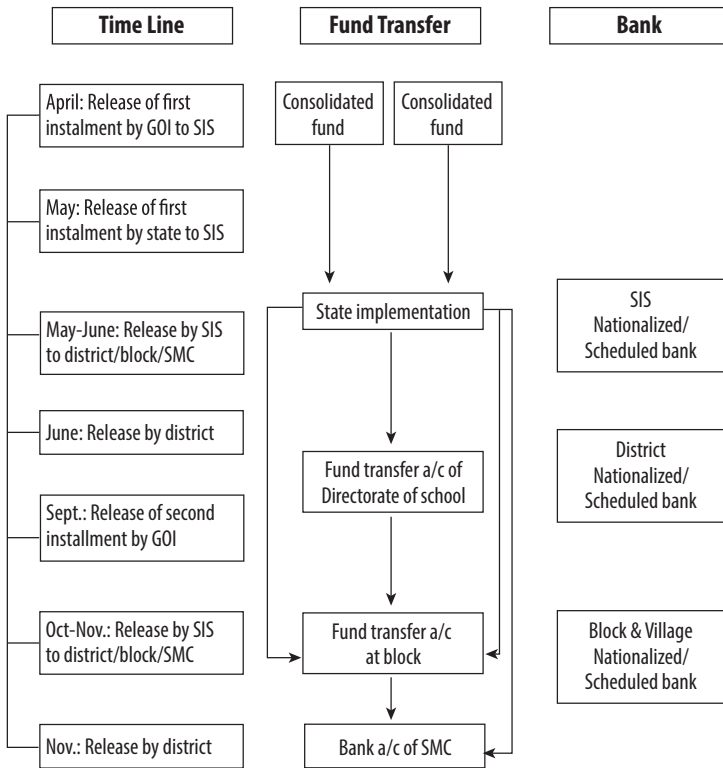 Time Line
Fund Transfer
Bank
April: Release of first
instalment by GOI to SIS
May: Release of first
instalment by state to SIS
May-June: Release by SIS
to district/block/SMC
June: Release by district
Sept.: Release of second
installment by GOI
Oct-Nov.: Release by SIS
to district/block/SMC
Nov.: Release by district
Consolidated
fund
Consolidated
fund
State implementation
Fund transfer a/c of
Directorate of school
Fund transfer a/c
at block
Bank a/c of SMC
SIS
Nationalized/
Scheduled bank
District
Nationalized/
Scheduled bank
Block & Village
Nationalized/
Scheduled bank